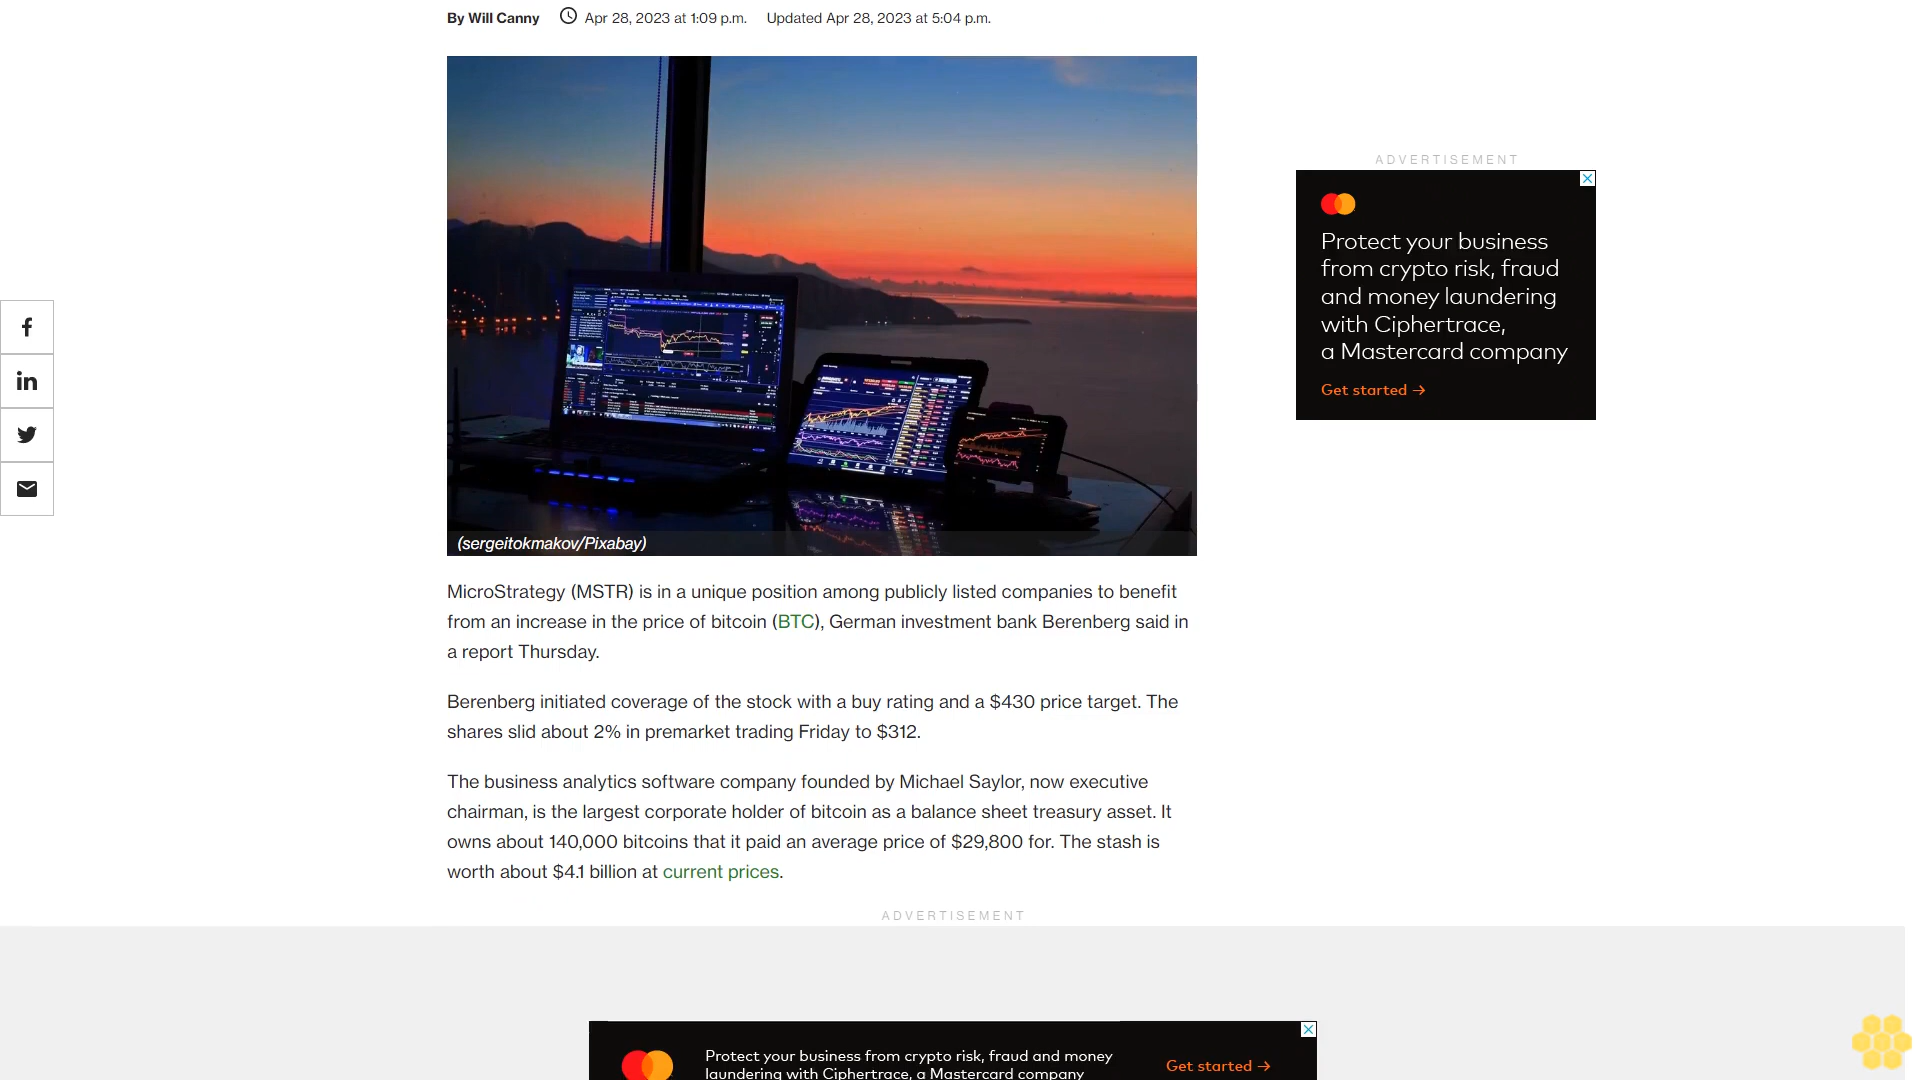 By Will Canny Apr 28, 2023 at 1:09 p.m. Updated Apr 28, 2023 at 5:04 p.m.
ADVERTISEMENT
Protect your business
from crypto risk, fraud
and money laundering
with Ciphertrace,
a Mastercard company
Get started →
(sergeitokmakov/Pixabay)
MicroStrategy (MSTR) is in a unique position among publicly listed companies to benefit
from an increase in the price of bitcoin (BTC), German investment bank Berenberg said in
a report Thursday.
Berenberg initiated coverage of the stock with a buy rating and a $430 price target. The
shares slid about 2% in premarket trading Friday to $312.
The business analytics software company founded by Michael Saylor, now executive
chairman, is the largest corporate holder of bitcoin as a balance sheet treasury asset. It
owns about 140,000 bitcoins that it paid an average price of $29,800 for. The stash is
worth about $4.1 billion at current prices.
ADVERTISEMENT
Protect your business from crypto risk, fraud and money
laundering with Ciphertrace, a Mastercard company
Get started →